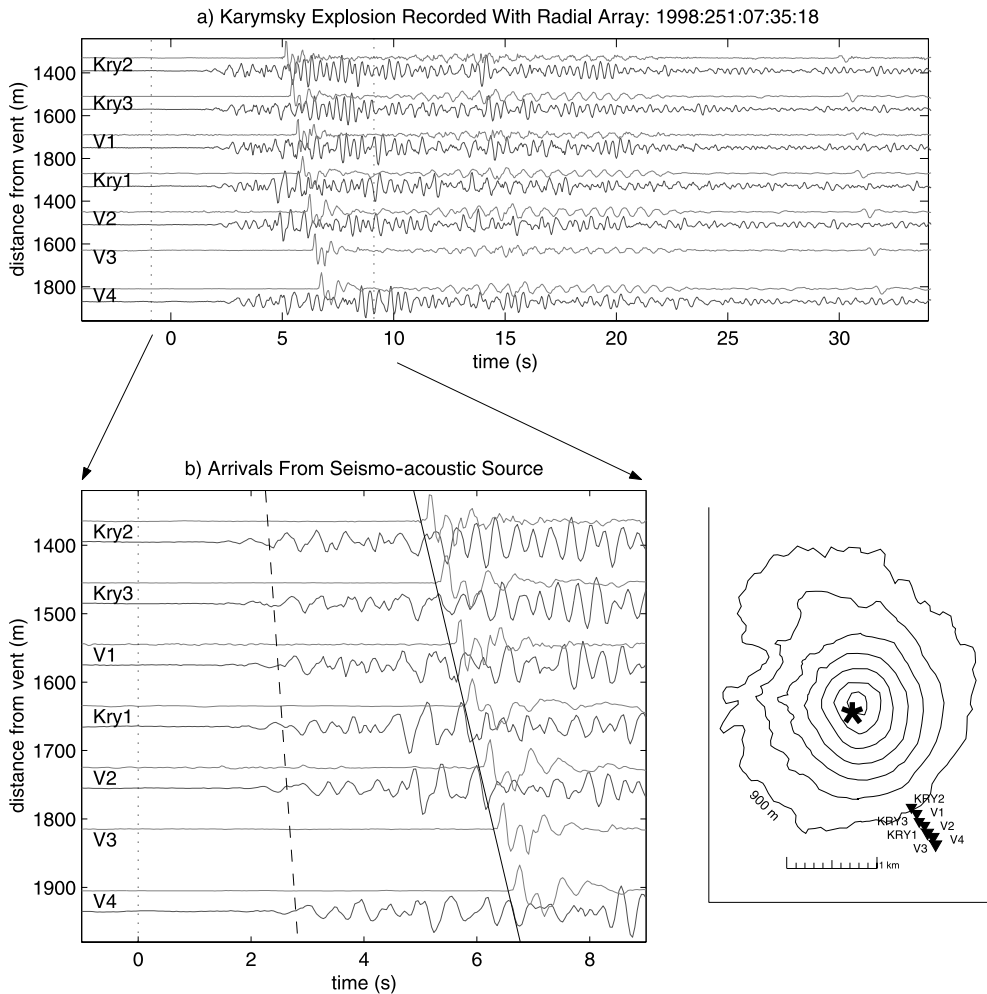 a) Karymsky Explosion Recorded With Radial Array: 1998:251:07:35:18
distance from vent (m)
1400
1600
1800
1400
1600
1800
Kry2
Kry3
V1
Kry1
V2
V3
V4
0 5 10 15 20 25 30
time (s)
b) Arrivals From Seismo-acoustic Source
distance from vent (m)
1400
1500
1600
1700
1800
1900
Kry2
Kry3
V1
Kry1
V2
V3
V4
0 2 4 6 8
time (s)
900 m
KRY2
V1
KRY3
V2
KRY1
V4
V3
1 km